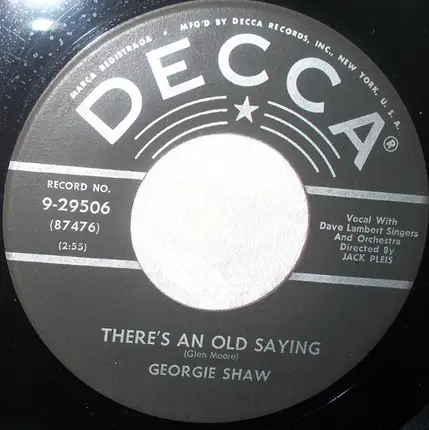 MARCA REGISTRADA • MFG'D BY DECCA RECORDS, INC., NEW YORK, U.S.A.
DECCA®
RECORD NO.
9-29506
(87476)
(2:55)
Vocal With
Dave Lambert Singers
And Orchestra
Directed By
JACK PLEIS
THERE'S AN OLD SAYING
(Glen Moore)
GEORGIE SHAW